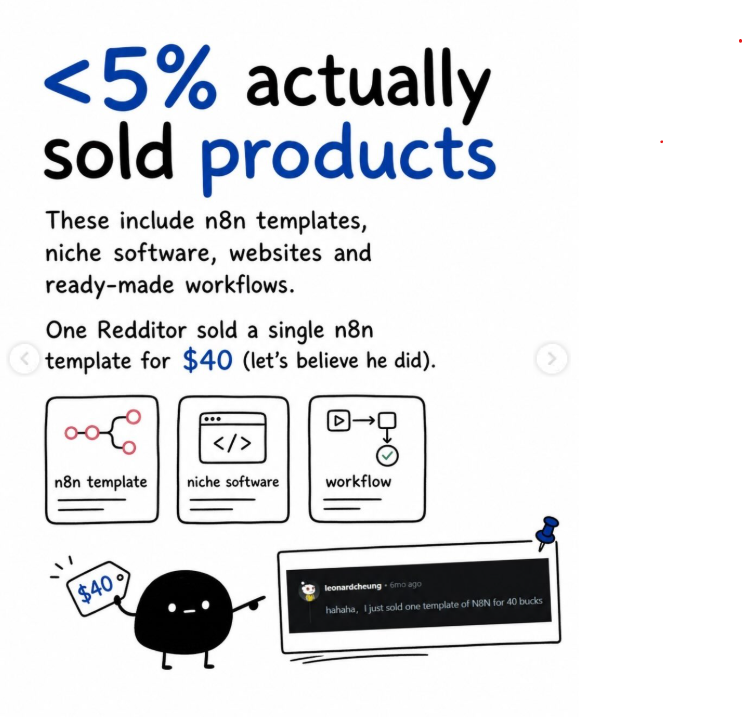 <5% actually
sold products
These include n8n templates,
niche software, websites and
ready-made workflows.
One Redditor sold a single n8n
template for $40 (let's believe he did).
n8n template
niche software
</>
workflow
$40
leonardcheung • 6mo ago
hahaha, I just sold one template of N8N for 40 bucks